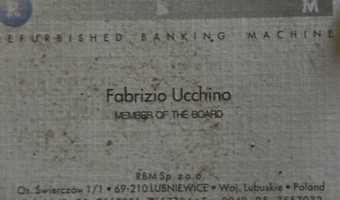 R B M
REFURBISHED BANKING MACHINE
Fabrizio Ucchino
MEMBER OF THE BOARD
RBM Sp. z o.o.
Os. Świerczów 1/1 • 69-210 LUBNIEWICE • Woj. Lubuskie • Poland